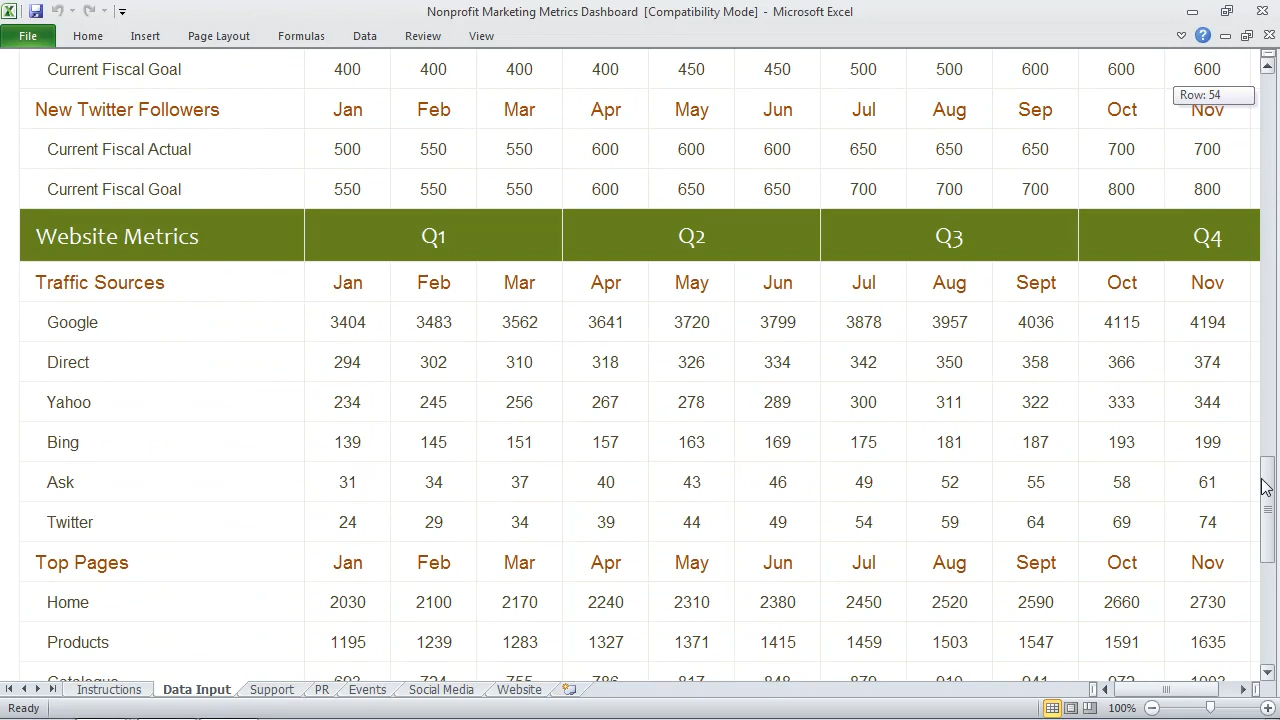 Nonprofit Marketing Metrics Dashboard [Compatibility Mode] - Microsoft Excel
File Home Insert Page Layout Formulas Data Review View
Current Fiscal Goal 400 400 400 400 450 450 500 500 600 600 600
Row: 54
New Twitter Followers Jan Feb Mar Apr May Jun Jul Aug Sep Oct Nov
Current Fiscal Actual 500 550 550 600 600 600 650 650 650 700 700
Current Fiscal Goal 550 550 550 600 650 650 700 700 700 800 800
Website Metrics Q1 Q2 Q3 Q4
Traffic Sources Jan Feb Mar Apr May Jun Jul Aug Sept Oct Nov
Google 3404 3483 3562 3641 3720 3799 3878 3957 4036 4115 4194
Direct 294 302 310 318 326 334 342 350 358 366 374
Yahoo 234 245 256 267 278 289 300 311 322 333 344
Bing 139 145 151 157 163 169 175 181 187 193 199
Ask 31 34 37 40 43 46 49 52 55 58 61
Twitter 24 29 34 39 44 49 54 59 64 69 74
Top Pages Jan Feb Mar Apr May Jun Jul Aug Sept Oct Nov
Home 2030 2100 2170 2240 2310 2380 2450 2520 2590 2660 2730
Products 1195 1239 1283 1327 1371 1415 1459 1503 1547 1591 1635
Instructions Data Input Support PR Events Social Media Website
Ready 100%